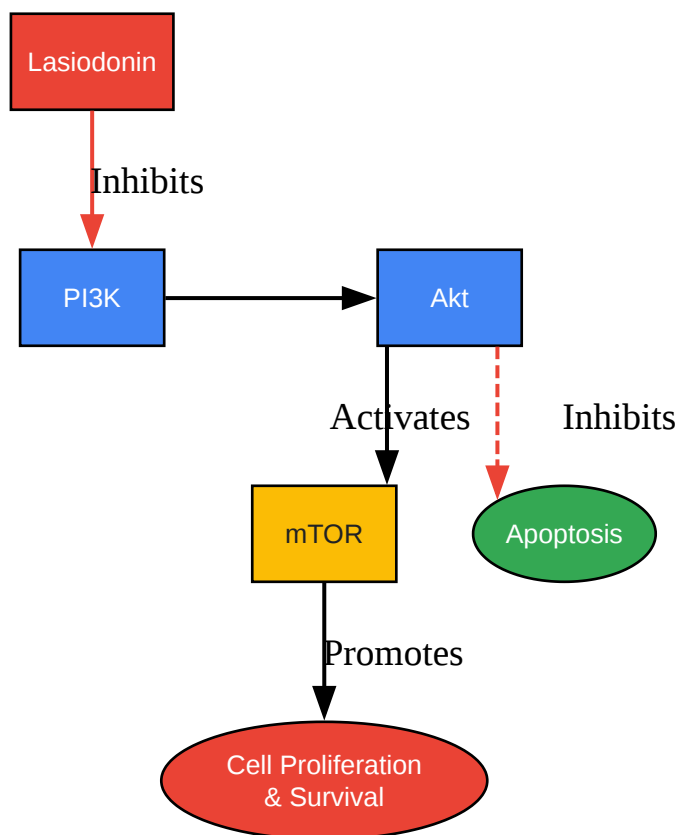 Lasiodonin
Inhibits
PI3K
Akt
Activates
Inhibits
mTOR
Apoptosis
Promotes
Cell Proliferation
& Survival